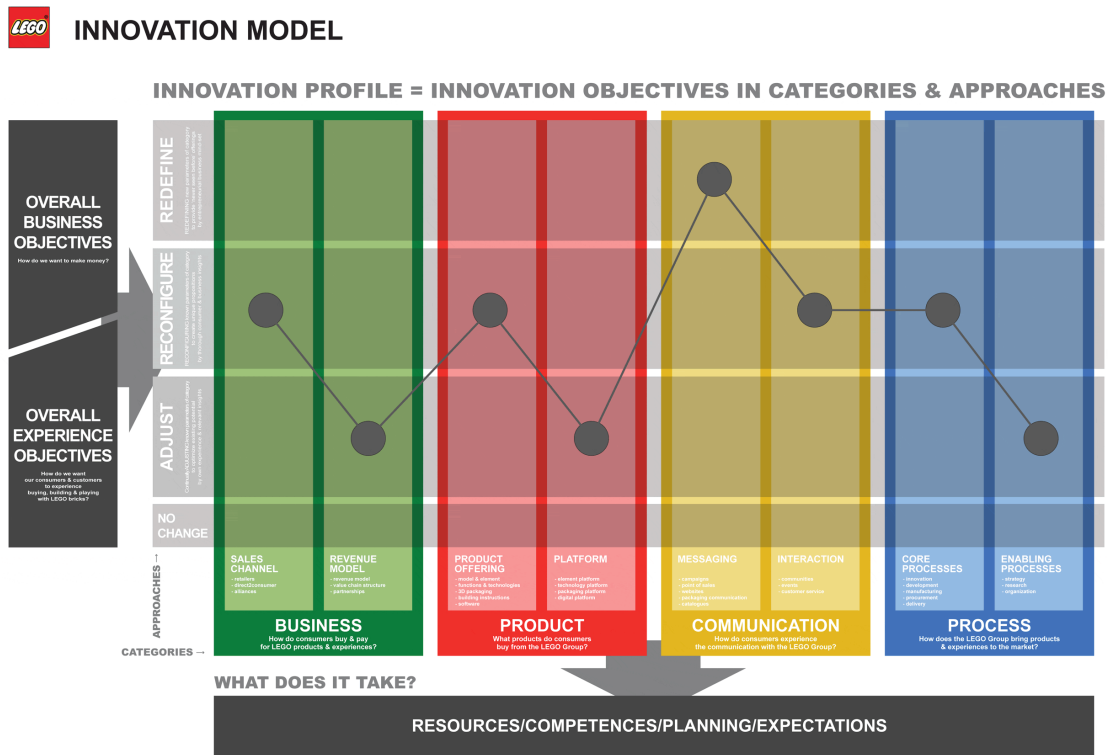 LEGO
INNOVATION MODEL
INNOVATION PROFILE = INNOVATION OBJECTIVES IN CATEGORIES & APPROACHES
OVERALL
BUSINESS
OBJECTIVES
How do we want to make money?
OVERALL
EXPERIENCE
OBJECTIVES
How do we want
our consumers & customers
to experience
buying, building & playing
with LEGO bricks?
REDEFINE
RECONFIGURE
ADJUST
NO
CHANGE
APPROACHES →
CATEGORIES →
SALES
CHANNEL
- retailers
- direct2consumer
- alliances
REVENUE
MODEL
- revenue model
- value chain structure
- partnerships
BUSINESS
How do consumers buy & pay
for LEGO products & experiences?
PRODUCT
OFFERING
- model & element
- functions & technologies
- 3D packaging
- building instructions
- software
PLATFORM
- element platform
- technology platform
- packaging platform
- digital platform
PRODUCT
What products do consumers
buy from the LEGO Group?
MESSAGING
- campaigns
- point of sales
- websites
- packaging communication
- catalogues
INTERACTION
- communities
- events
- customer service
COMMUNICATION
How do consumers experience
the communication with the LEGO Group?
CORE
PROCESSES
- innovation
- development
- manufacturing
- procurement
- delivery
ENABLING
PROCESSES
- strategy
- research
- organization
PROCESS
How does the LEGO Group bring products
& experiences to the market?
WHAT DOES IT TAKE?
RESOURCES/COMPETENCES/PLANNING/EXPECTATIONS